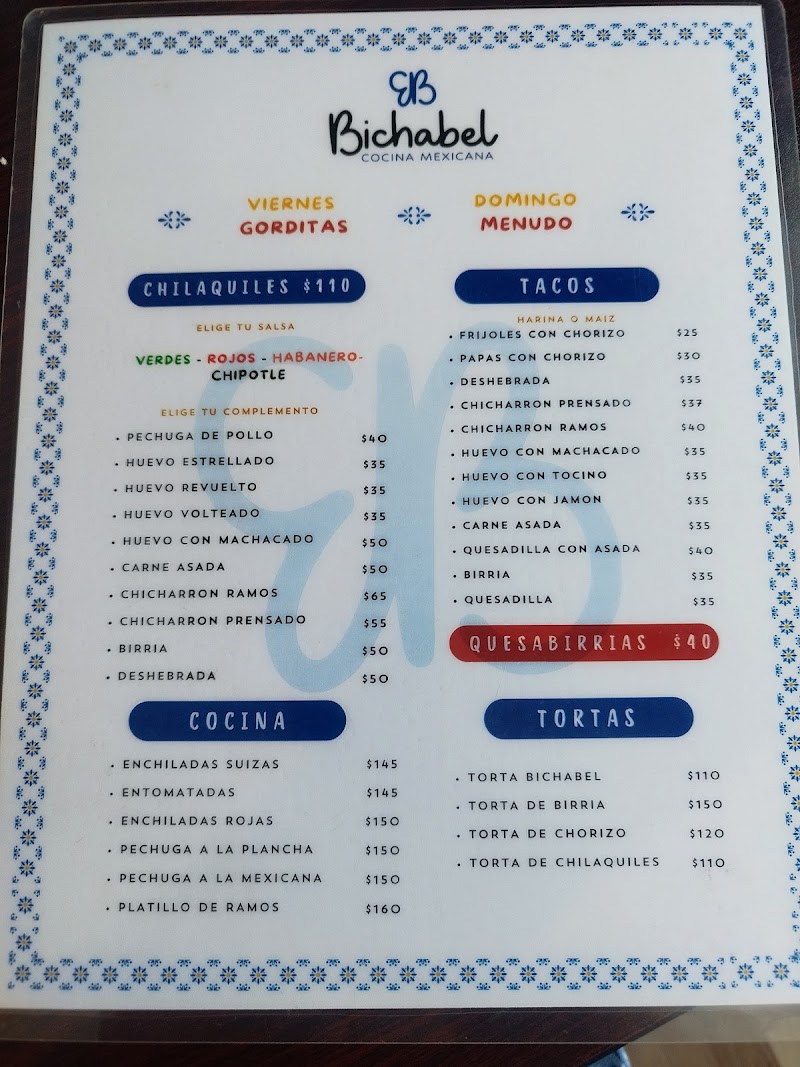 EB
Bichabel
COCINA MEXICANA
VIERNES
GORDITAS
DOMINGO
MENUDO
CHILAQUILES $110
ELIGE TU SALSA
VERDES - ROJOS - HABANERO-
CHIPOTLE
ELIGE TU COMPLEMENTO
• PECHUGA DE POLLO $40
• HUEVO ESTRELLADO $35
• HUEVO REVUELTO $35
• HUEVO VOLTEADO $35
• HUEVO CON MACHACADO $50
• CARNE ASADA $50
• CHICHARRON RAMOS $65
• CHICHARRON PRENSADO $55
• BIRRIA $50
• DESHEBRADA $50
COCINA
• ENCHILADAS SUIZAS $145
• ENTOMATADAS $145
• ENCHILADAS ROJAS $150
• PECHUGA A LA PLANCHA $150
• PECHUGA A LA MEXICANA $150
• PLATILLO DE RAMOS $160
TACOS
HARINA O MAIZ
• FRIJOLES CON CHORIZO $25
• PAPAS CON CHORIZO $30
• DESHEBRADA $35
• CHICHARRON PRENSADO $37
• CHICHARRON RAMOS $40
• HUEVO CON MACHACADO $35
• HUEVO CON TOCINO $35
• HUEVO CON JAMON $35
• CARNE ASADA $35
• QUESADILLA CON ASADA $40
• BIRRIA $35
• QUESADILLA $35
QUESABIRRIAS $40
TORTAS
• TORTA BICHABEL $110
• TORTA DE BIRRIA $150
• TORTA DE CHORIZO $120
• TORTA DE CHILAQUILES $110